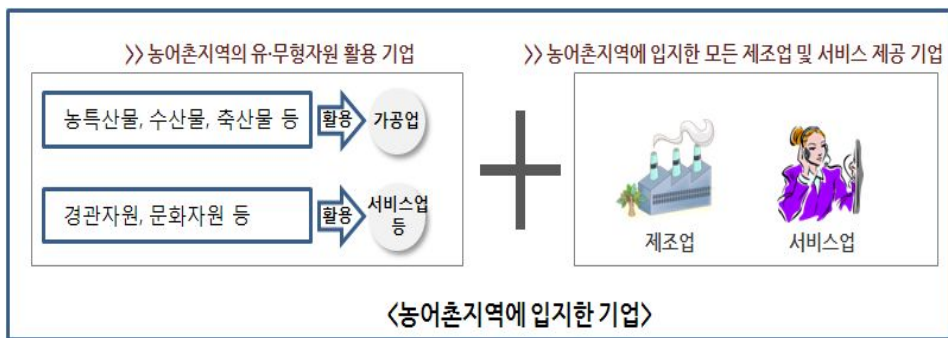 >> 농어촌지역의 유·무형자원 활용 기업
농특산물, 수산물, 축산물 등
활용
가공업
경관자원, 문화자원 등
활용
서비스업
등
>> 농어촌지역에 입지한 모든 제조업 및 서비스 제공 기업
제조업
서비스업
<농어촌지역에 입지한 기업>